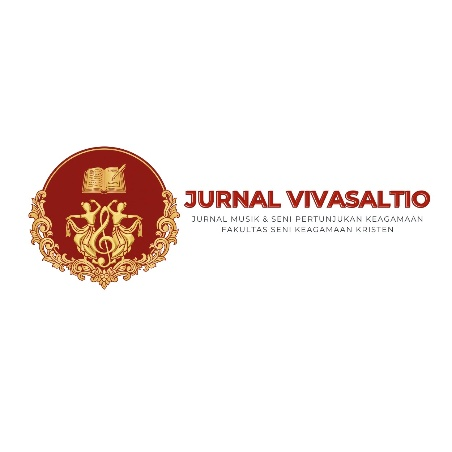 JURNAL VIVASALTIO
JURNAL MUSIK & SENI PERTUNJUKAN KEAGAMAAN
FAKULTAS SENI KEAGAMAAN KRISTEN